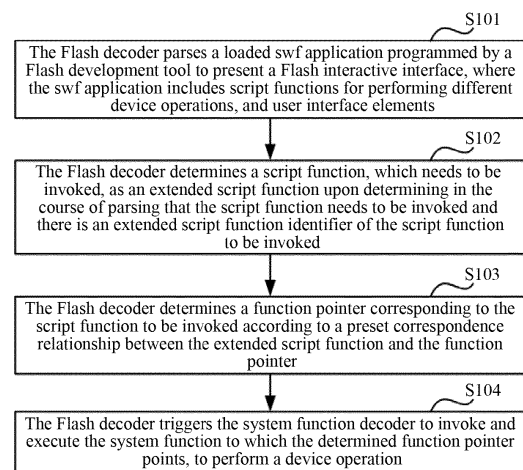 S101
The Flash decoder parses a loaded swf application programmed by a
Flash development tool to present a Flash interactive interface, where
the swf application includes script functions for performing different
device operations, and user interface elements
S102
The Flash decoder determines a script function, which needs to be
invoked, as an extended script function upon determining in the
course of parsing that the script function needs to be invoked and
there is an extended script function identifier of the script function
to be invoked
S103
The Flash decoder determines a function pointer corresponding to the
script function to be invoked according to a preset correspondence
relationship between the extended script function and the function
pointer
S104
The Flash decoder triggers the system function decoder to invoke and
execute the system function to which the determined function pointer
points, to perform a device operation